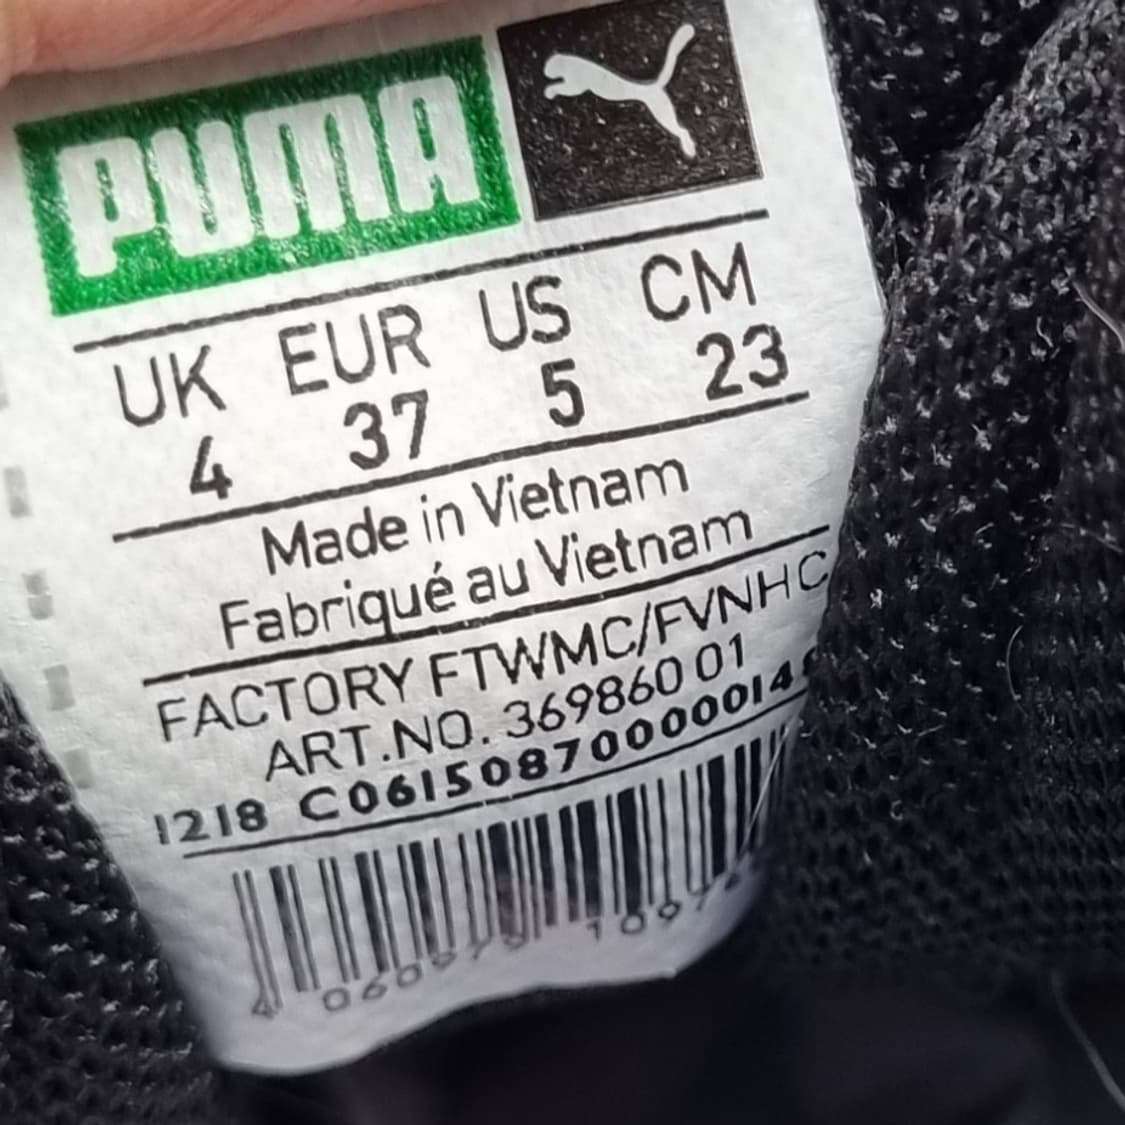 PUMA
UK EUR US CM
4 37 5 23
Made in Vietnam
Fabriqué au Vietnam
FACTORY FTWMC/FVNHC
ART.NO. 369860 01
1218